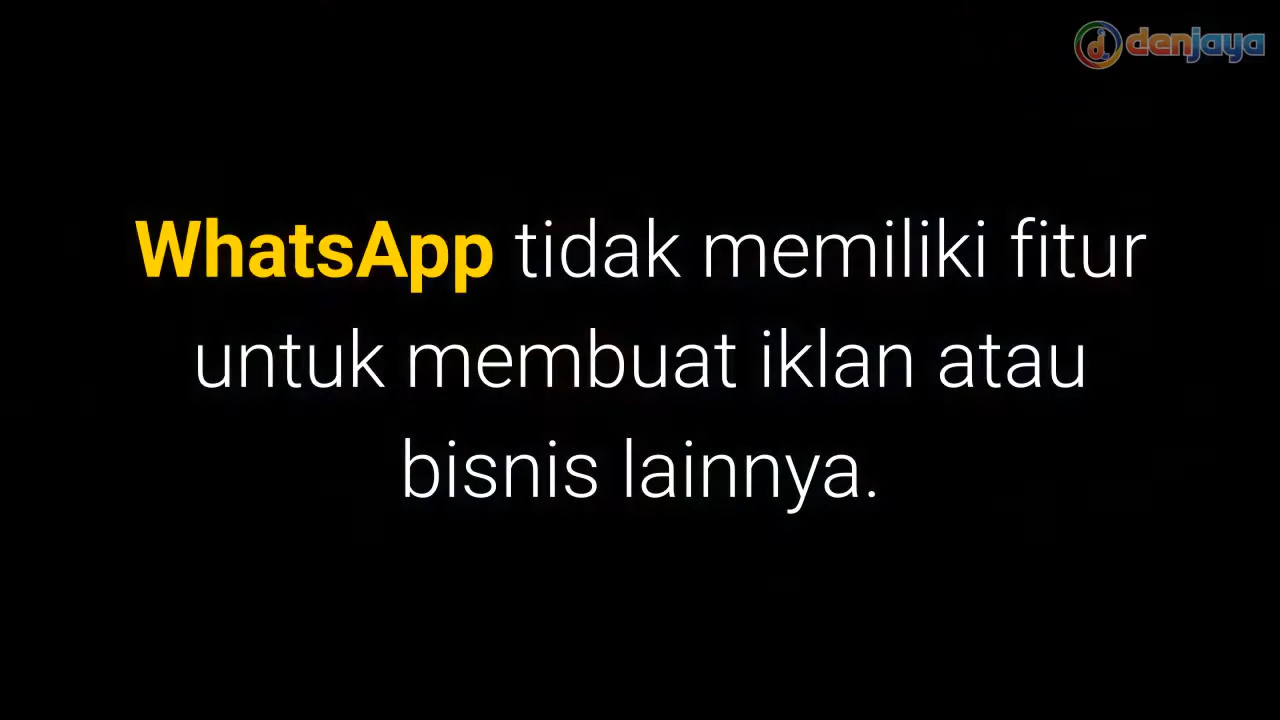 denjaya
WhatsApp tidak memiliki fitur
untuk membuat iklan atau
bisnis lainnya.